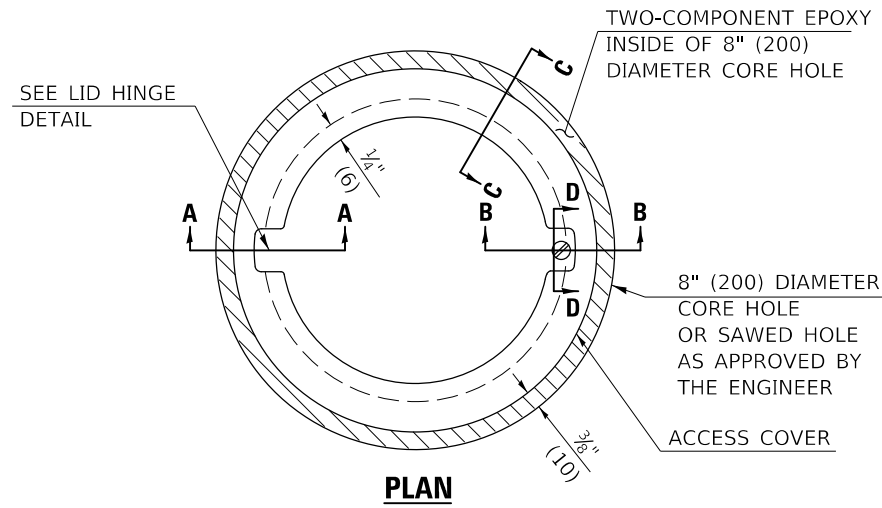 TWO-COMPONENT EPOXY
INSIDE OF 8" (200)
DIAMETER CORE HOLE
SEE LID HINGE
DETAIL
C
C
1/4"
(6)
A
A
B
B
D
D
8" (200) DIAMETER
CORE HOLE
OR SAWED HOLE
AS APPROVED BY
THE ENGINEER
ACCESS COVER
3/8"
(10)
PLAN